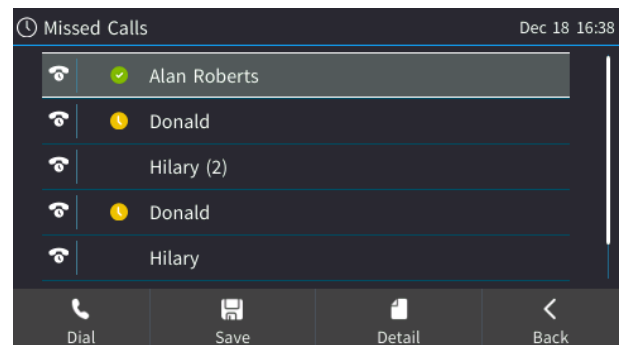 Missed Calls Dec 18 16:38
Alan Roberts
Donald
Hilary (2)
Donald
Hilary
Dial Save Detail Back